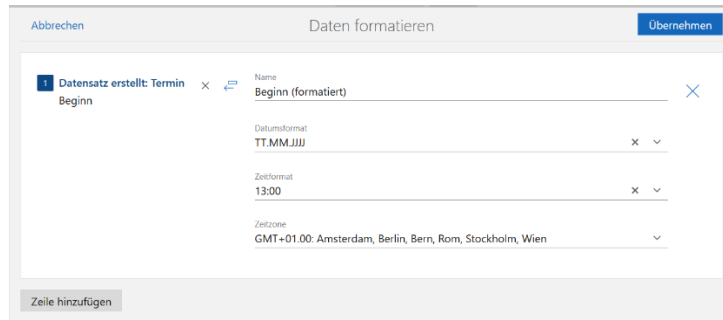 Abbrechen
Daten formatieren
Übernehmen
1 Datensatz erstellt: Termin
Beginn
Name
Beginn (formatiert)
Datumsformat
TT.MM.JJJJ
Zeitformat
13:00
Zeitzone
GMT+01.00: Amsterdam, Berlin, Bern, Rom, Stockholm, Wien
Zeile hinzufügen